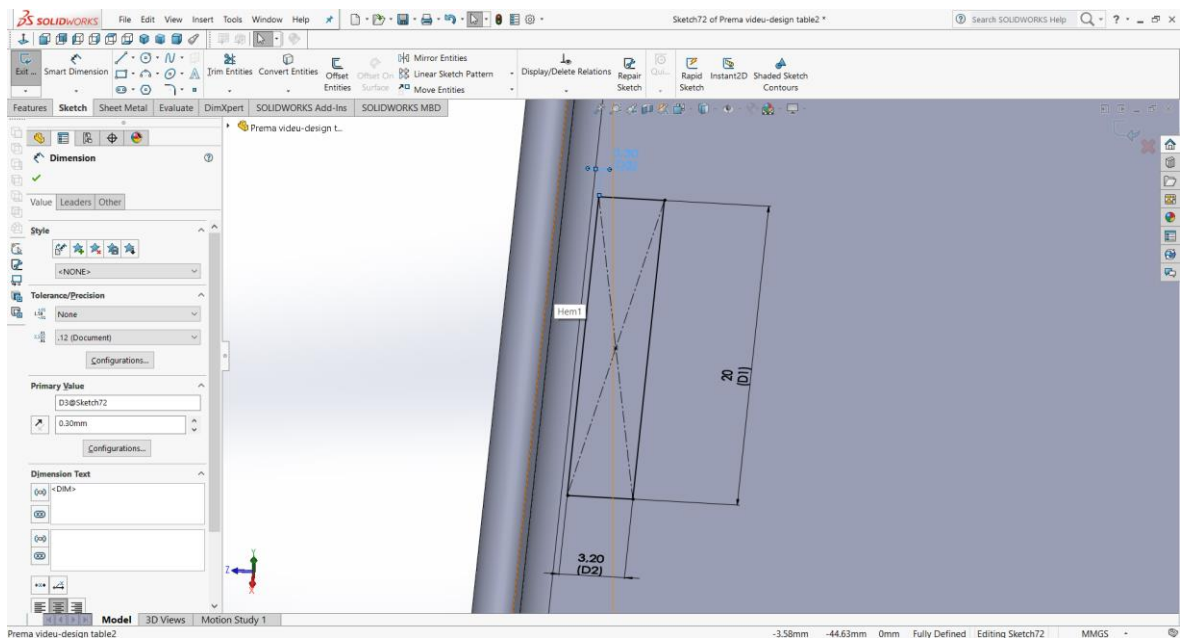 SOLIDWORKS File Edit View Insert Tools Window Help Sketch72 of Prema videu-design table2 * Search SOLIDWORKS Help
Exit ... Smart Dimension Trim Entities Convert Entities Offset Entities Offset On Surface Mirror Entities Linear Sketch Pattern Move Entities Display/Delete Relations Repair Sketch Qui... Rapid Sketch Instant2D Shaded Sketch Contours
Features Sketch Sheet Metal Evaluate DimXpert SOLIDWORKS Add-Ins SOLIDWORKS MBD
Prema videu-design t...
Dimension
Value Leaders Other
Style
<NONE>
Tolerance/Precision
None
.12 (Document)
Configurations...
Primary Value
D3@Sketch72
0.30mm
Configurations...
Dimension Text
<DIM>
Hem1
20
(D1)
3.20
(D2)
Y
Z
X
Model 3D Views Motion Study 1
Prema videu-design table2 -3.58mm -44.63mm 0mm Fully Defined Editing Sketch72 MMGS